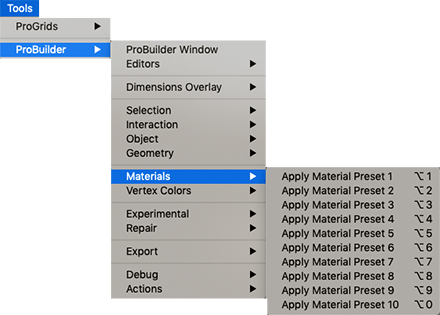 Tools
ProGrids ▶
ProBuilder ▶
ProBuilder Window
Editors ▶
Dimensions Overlay ▶
Selection ▶
Interaction ▶
Object ▶
Geometry ▶
Materials ▶
Vertex Colors ▶
Experimental ▶
Repair ▶
Export ▶
Debug ▶
Actions ▶
Apply Material Preset 1 ⌥1
Apply Material Preset 2 ⌥2
Apply Material Preset 3 ⌥3
Apply Material Preset 4 ⌥4
Apply Material Preset 5 ⌥5
Apply Material Preset 6 ⌥6
Apply Material Preset 7 ⌥7
Apply Material Preset 8 ⌥8
Apply Material Preset 9 ⌥9
Apply Material Preset 10 ⌥0